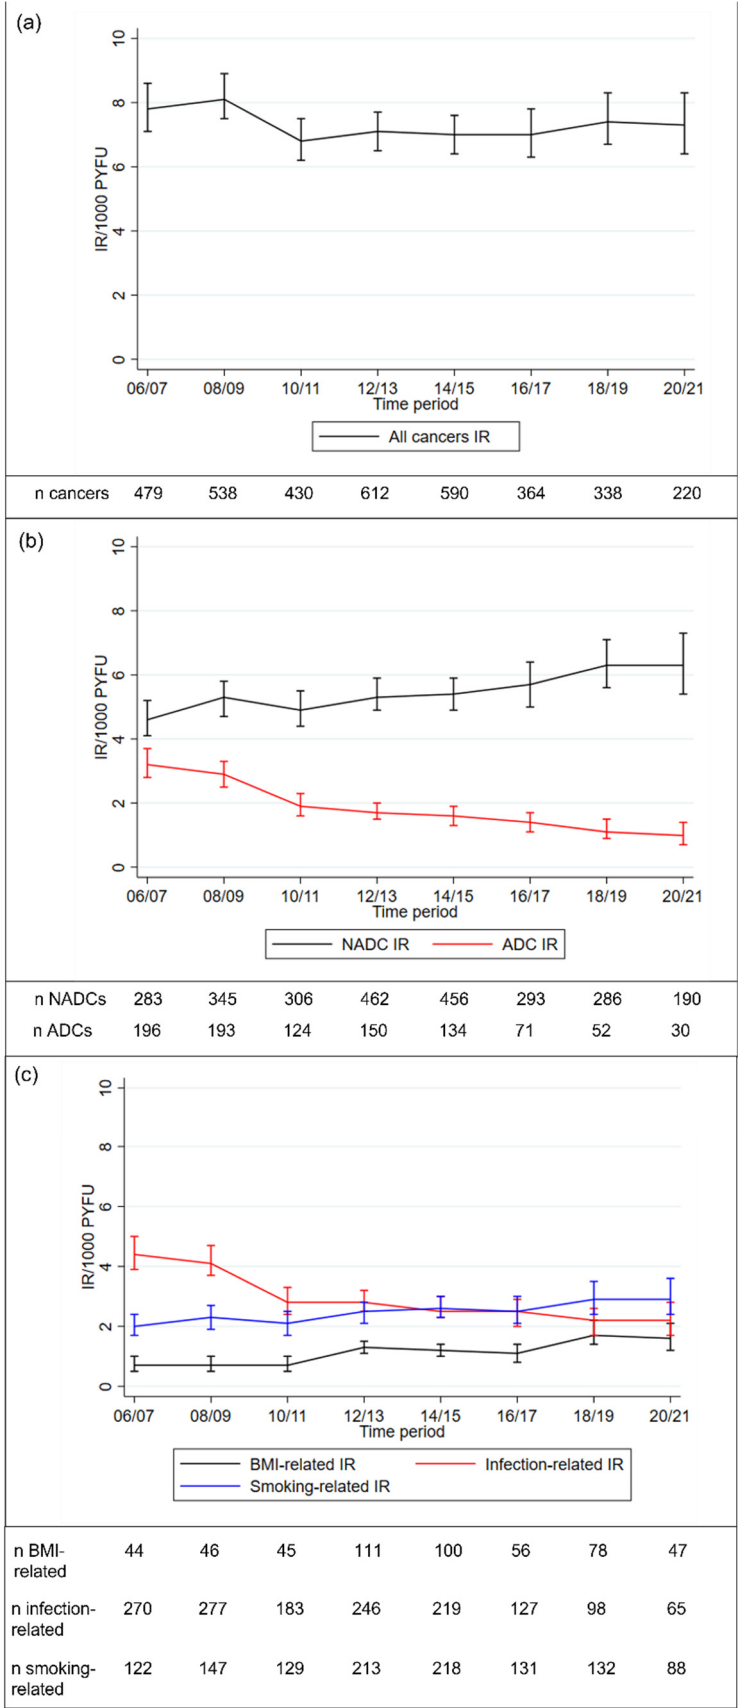 (a)
10
8
6
4
2
0
IR/1000 PYFU
06/07 08/09 10/11 12/13 14/15 16/17 18/19 20/21
Time period
All cancers IR
n cancers 479 538 430 612 590 364 338 220
(b)
10
8
6
4
2
0
IR/1000 PYFU
06/07 08/09 10/11 12/13 14/15 16/17 18/19 20/21
Time period
NADC IR ADC IR
n NADCs 283 345 306 462 456 293 286 190
n ADCs 196 193 124 150 134 71 52 30
(c)
10
8
6
4
2
0
IR/1000 PYFU
06/07 08/09 10/11 12/13 14/15 16/17 18/19 20/21
Time period
BMI-related IR Infection-related IR
Smoking-related IR
n BMI- 44 46 45 111 100 56 78 47
related
n infection- 270 277 183 246 219 127 98 65
related
n smoking- 122 147 129 213 218 131 132 88
related